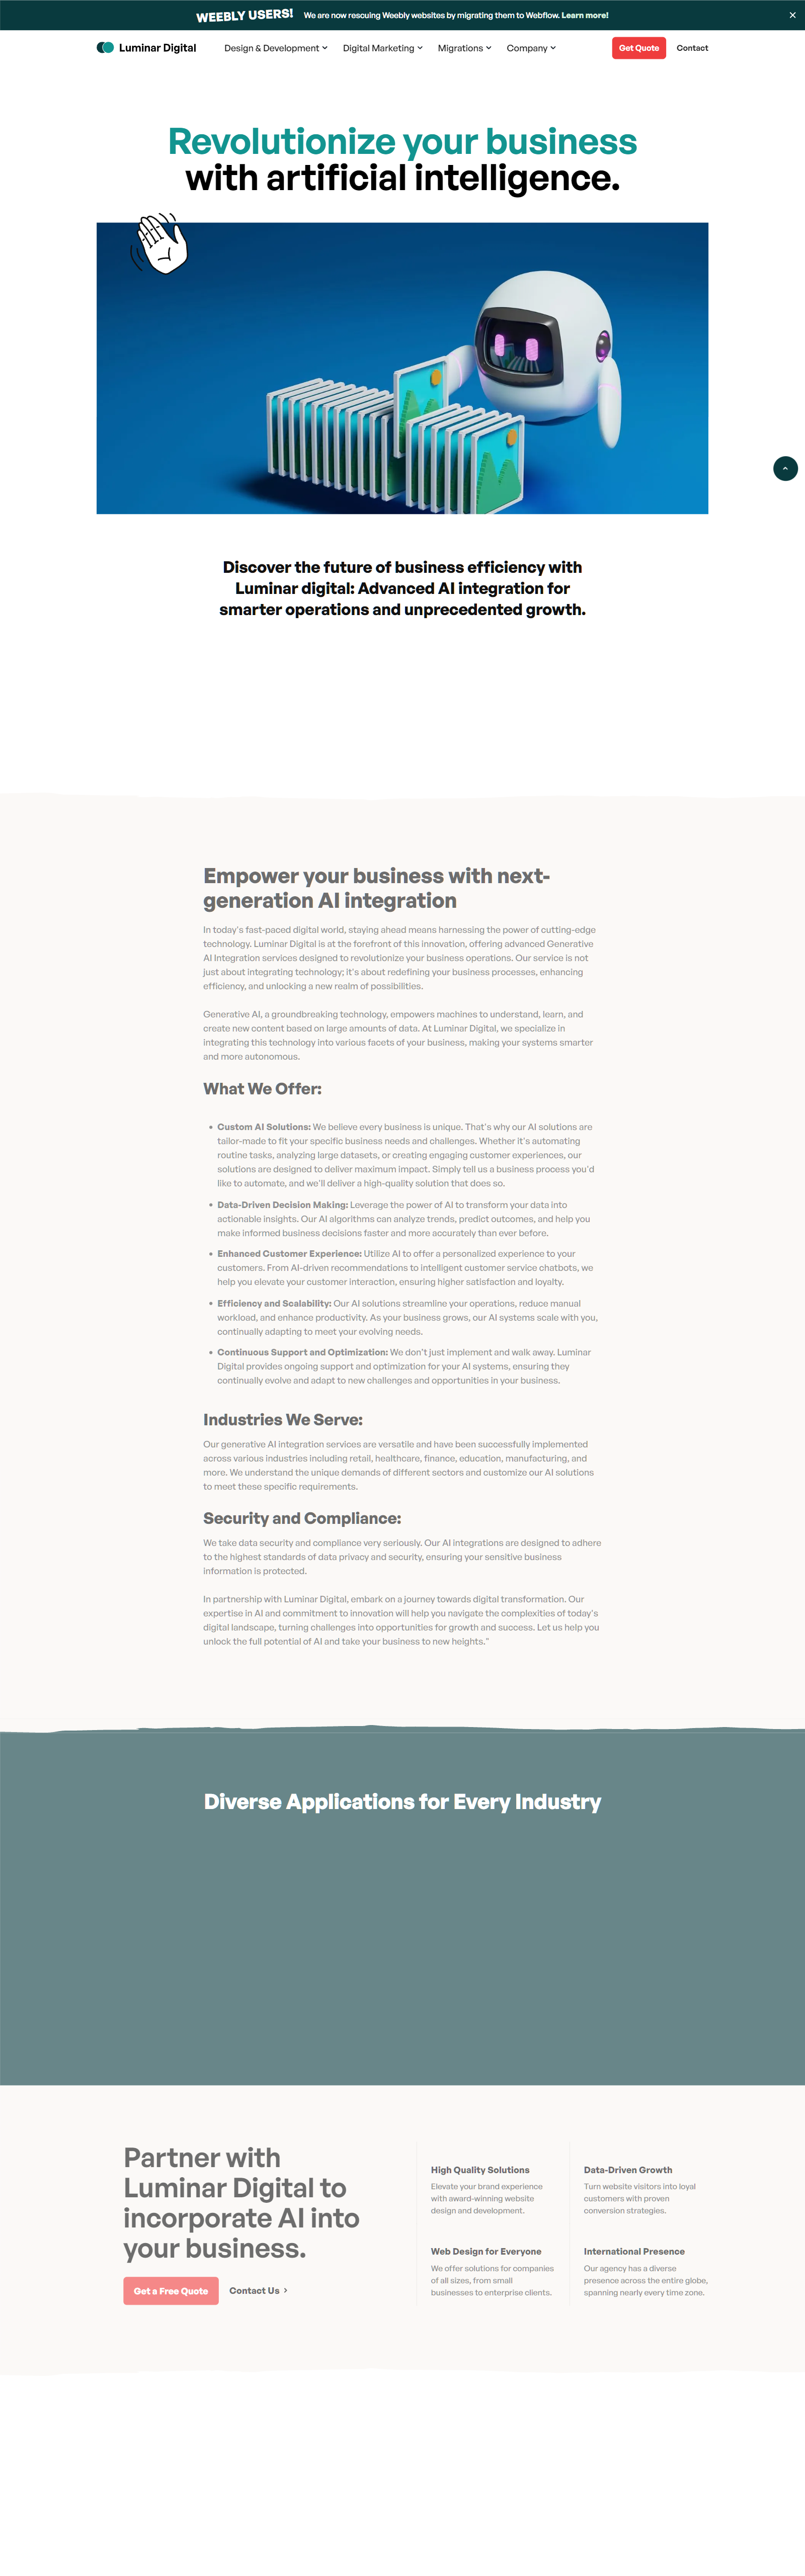 WEEBLY USERS! We are now rescuing Weebly websites by migrating them to Webflow. Learn more!
Luminar Digital Design & Development Digital Marketing Migrations Company Get Quote Contact
Revolutionize your business
with artificial intelligence.
Discover the future of business efficiency with
Luminar digital: Advanced AI integration for
smarter operations and unprecedented growth.
Empower your business with next-
generation AI integration
In today's fast-paced digital world, staying ahead means harnessing the power of cutting-edge
technology. Luminar Digital is at the forefront of this innovation, offering advanced Generative
AI Integration services designed to revolutionize your business operations. Our service is not
just about integrating technology; it's about redefining your business processes, enhancing
efficiency, and unlocking a new realm of possibilities.
Generative AI, a groundbreaking technology, empowers machines to understand, learn, and
create new content based on large amounts of data. At Luminar Digital, we specialize in
integrating this technology into various facets of your business, making your systems smarter
and more autonomous.
What We Offer:
• Custom AI Solutions: We believe every business is unique. That's why our AI solutions are
tailor-made to fit your specific business needs and challenges. Whether it's automating
routine tasks, analyzing large datasets, or creating engaging customer experiences, our
solutions are designed to deliver maximum impact. Simply tell us a business process you'd
like to automate, and we'll deliver a high-quality solution that does so.
• Data-Driven Decision Making: Leverage the power of AI to transform your data into
actionable insights. Our AI algorithms can analyze trends, predict outcomes, and help you
make informed business decisions faster and more accurately than ever before.
• Enhanced Customer Experience: Utilize AI to offer a personalized experience to your
customers. From AI-driven recommendations to intelligent customer service chatbots, we
help you elevate your customer interaction, ensuring higher satisfaction and loyalty.
• Efficiency and Scalability: Our AI solutions streamline your operations, reduce manual
workload, and enhance productivity. As your business grows, our AI systems scale with you,
continually adapting to meet your evolving needs.
• Continuous Support and Optimization: We don't just implement and walk away. Luminar
Digital provides ongoing support and optimization for your AI systems, ensuring they
continually evolve and adapt to new challenges and opportunities in your business.
Industries We Serve:
Our generative AI integration services are versatile and have been successfully implemented
across various industries including retail, healthcare, finance, education, manufacturing, and
more. We understand the unique demands of different sectors and customize our AI solutions
to meet these specific requirements.
Security and Compliance:
We take data security and compliance very seriously. Our AI integrations are designed to adhere
to the highest standards of data privacy and security, ensuring your sensitive business
information is protected.
In partnership with Luminar Digital, embark on a journey towards digital transformation. Our
expertise in AI and commitment to innovation will help you navigate the complexities of today's
digital landscape, turning challenges into opportunities for growth and success. Let us help you
unlock the full potential of AI and take your business to new heights."
Diverse Applications for Every Industry
Partner with
Luminar Digital to
incorporate AI into
your business.
Get a Free Quote Contact Us
High Quality Solutions
Elevate your brand experience
with award-winning website
design and development.
Data-Driven Growth
Turn website visitors into loyal
customers with proven
conversion strategies.
Web Design for Everyone
We offer solutions for companies
of all sizes, from small
businesses to enterprise clients.
International Presence
Our agency has a diverse
presence across the entire globe,
spanning nearly every time zone.